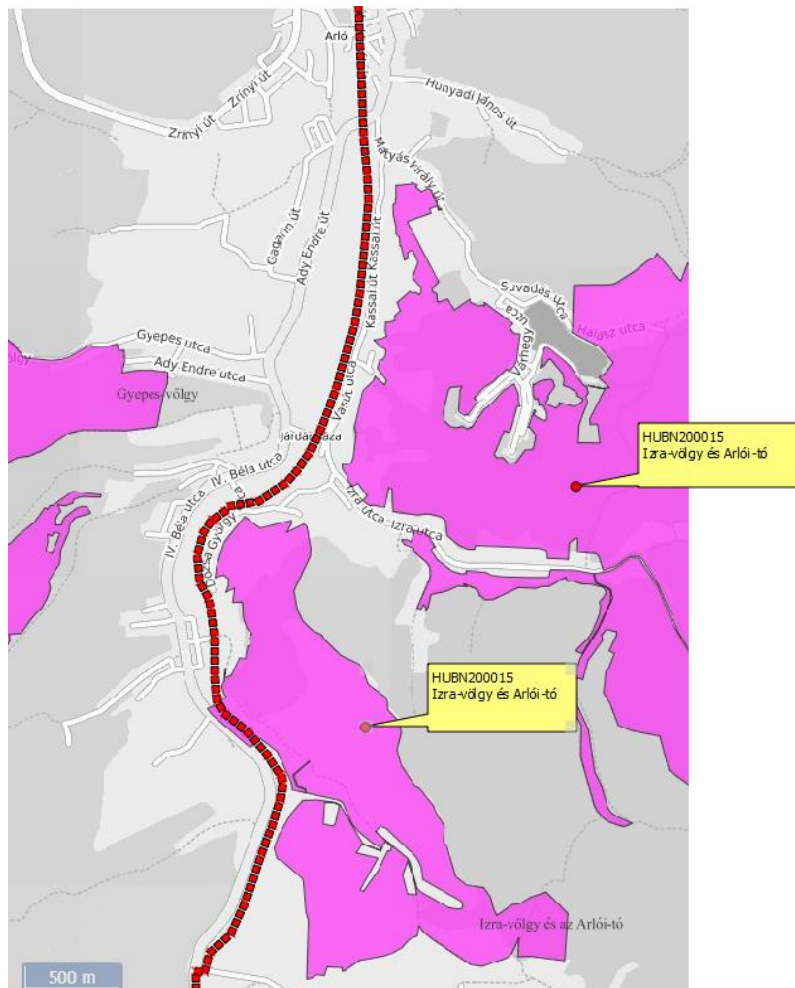 Arló
Zrínyi út
Zrínyi út
Hunyadi János út
Mátyás király út
Gagarin út
Ady Endre út
Kassai út Kassai út
Suvadás utca
Halász utca
Várhegy utca
Gyepes utca
Ady Endre utca
Gyepes-völgy
völgy
Vasút utca
Járdánháza
HUBN200015
Izra-völgy és Arlói-tó
IV. Béla utca
IV. Béla utca
Izra utca
Izra utca
Dózsa György utca
HUBN200015
Izra-völgy és Arlói-tó
Izra-völgy és az Arlói-tó
500 m